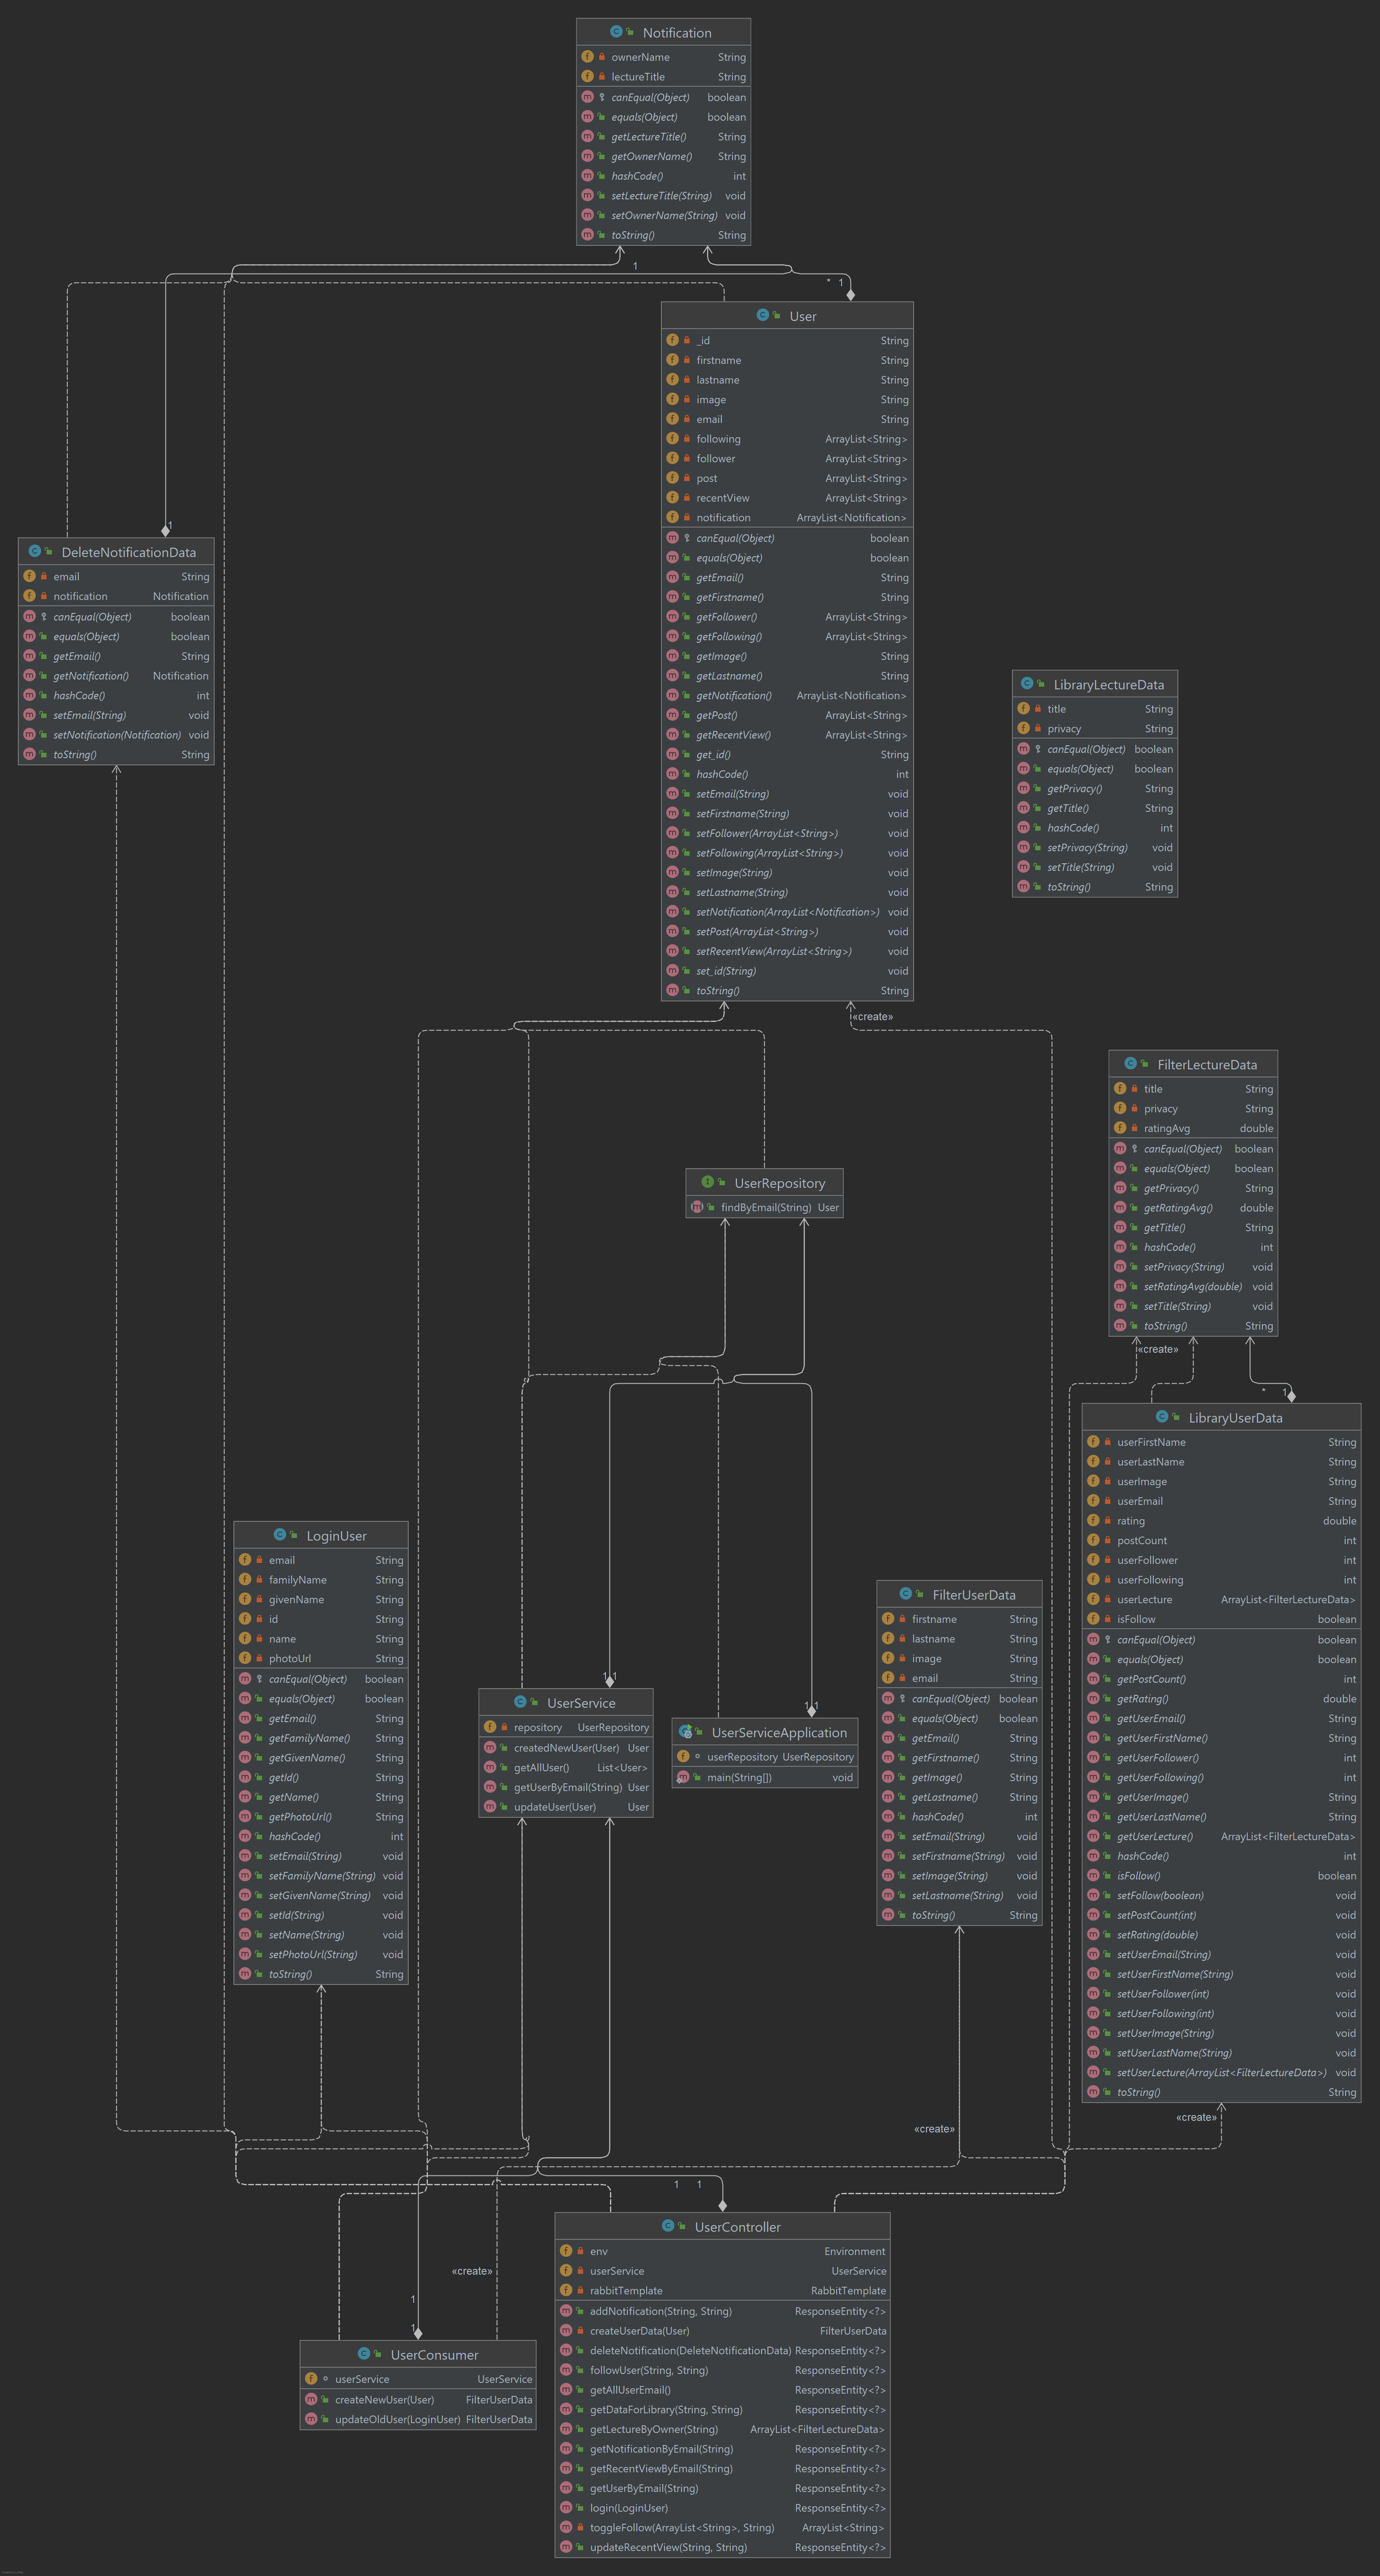 Notification
ownerName String
lectureTitle String
canEqual(Object) boolean
equals(Object) boolean
getLectureTitle() String
getOwnerName() String
hashCode() int
setLectureTitle(String) void
setOwnerName(String) void
toString() String
1
* 1
User
_id String
firstname String
lastname String
image String
email String
following ArrayList<String>
follower ArrayList<String>
post ArrayList<String>
recentView ArrayList<String>
notification ArrayList<Notification>
canEqual(Object) boolean
equals(Object) boolean
getEmail() String
getFirstname() String
getFollower() ArrayList<String>
getFollowing() ArrayList<String>
getImage() String
getLastname() String
getNotification() ArrayList<Notification>
getPost() ArrayList<String>
getRecentView() ArrayList<String>
get_id() String
hashCode() int
setEmail(String) void
setFirstname(String) void
setFollower(ArrayList<String>) void
setFollowing(ArrayList<String>) void
setImage(String) void
setLastname(String) void
setNotification(ArrayList<Notification>) void
setPost(ArrayList<String>) void
setRecentView(ArrayList<String>) void
set_id(String) void
toString() String
1
DeleteNotificationData
email String
notification Notification
canEqual(Object) boolean
equals(Object) boolean
getEmail() String
getNotification() Notification
hashCode() int
setEmail(String) void
setNotification(Notification) void
toString() String
LibraryLectureData
title String
privacy String
canEqual(Object) boolean
equals(Object) boolean
getPrivacy() String
getTitle() String
hashCode() int
setPrivacy(String) void
setTitle(String) void
toString() String
«create»
FilterLectureData
title String
privacy String
ratingAvg double
canEqual(Object) boolean
equals(Object) boolean
getPrivacy() String
getRatingAvg() double
getTitle() String
hashCode() int
setPrivacy(String) void
setRatingAvg(double) void
setTitle(String) void
toString() String
UserRepository
findByEmail(String) User
«create»
* 1
LibraryUserData
userFirstName String
userLastName String
userImage String
userEmail String
rating double
postCount int
userFollower int
userFollowing int
userLecture ArrayList<FilterLectureData>
isFollow boolean
canEqual(Object) boolean
equals(Object) boolean
getPostCount() int
getRating() double
getUserEmail() String
getUserFirstName() String
getUserFollower() int
getUserFollowing() int
getUserImage() String
getUserLastName() String
getUserLecture() ArrayList<FilterLectureData>
hashCode() int
isFollow() boolean
setFollow(boolean) void
setPostCount(int) void
setRating(double) void
setUserEmail(String) void
setUserFirstName(String) void
setUserFollower(int) void
setUserFollowing(int) void
setUserImage(String) void
setUserLastName(String) void
setUserLecture(ArrayList<FilterLectureData>) void
toString() String
LoginUser
email String
familyName String
givenName String
id String
name String
photoUrl String
canEqual(Object) boolean
equals(Object) boolean
getEmail() String
getFamilyName() String
getGivenName() String
getId() String
getName() String
getPhotoUrl() String
hashCode() int
setEmail(String) void
setFamilyName(String) void
setGivenName(String) void
setId(String) void
setName(String) void
setPhotoUrl(String) void
toString() String
FilterUserData
firstname String
lastname String
image String
email String
canEqual(Object) boolean
equals(Object) boolean
getEmail() String
getFirstname() String
getImage() String
getLastname() String
hashCode() int
setEmail(String) void
setFirstname(String) void
setImage(String) void
setLastname(String) void
toString() String
1 1
UserService
repository UserRepository
createdNewUser(User) User
getAllUser() List<User>
getUserByEmail(String) User
updateUser(User) User
1 1
UserServiceApplication
userRepository UserRepository
main(String[]) void
«create»
«create»
1 1
UserController
env Environment
userService UserService
rabbitTemplate RabbitTemplate
addNotification(String, String) ResponseEntity<?>
createUserData(User) FilterUserData
deleteNotification(DeleteNotificationData) ResponseEntity<?>
followUser(String, String) ResponseEntity<?>
getAllUserEmail() ResponseEntity<?>
getDataForLibrary(String, String) ResponseEntity<?>
getLectureByOwner(String) ArrayList<FilterLectureData>
getNotificationByEmail(String) ResponseEntity<?>
getRecentViewByEmail(String) ResponseEntity<?>
getUserByEmail(String) ResponseEntity<?>
login(LoginUser) ResponseEntity<?>
toggleFollow(ArrayList<String>, String) ArrayList<String>
updateRecentView(String, String) ResponseEntity<?>
«create»
1
1
UserConsumer
userService UserService
createNewUser(User) FilterUserData
updateOldUser(LoginUser) FilterUserData